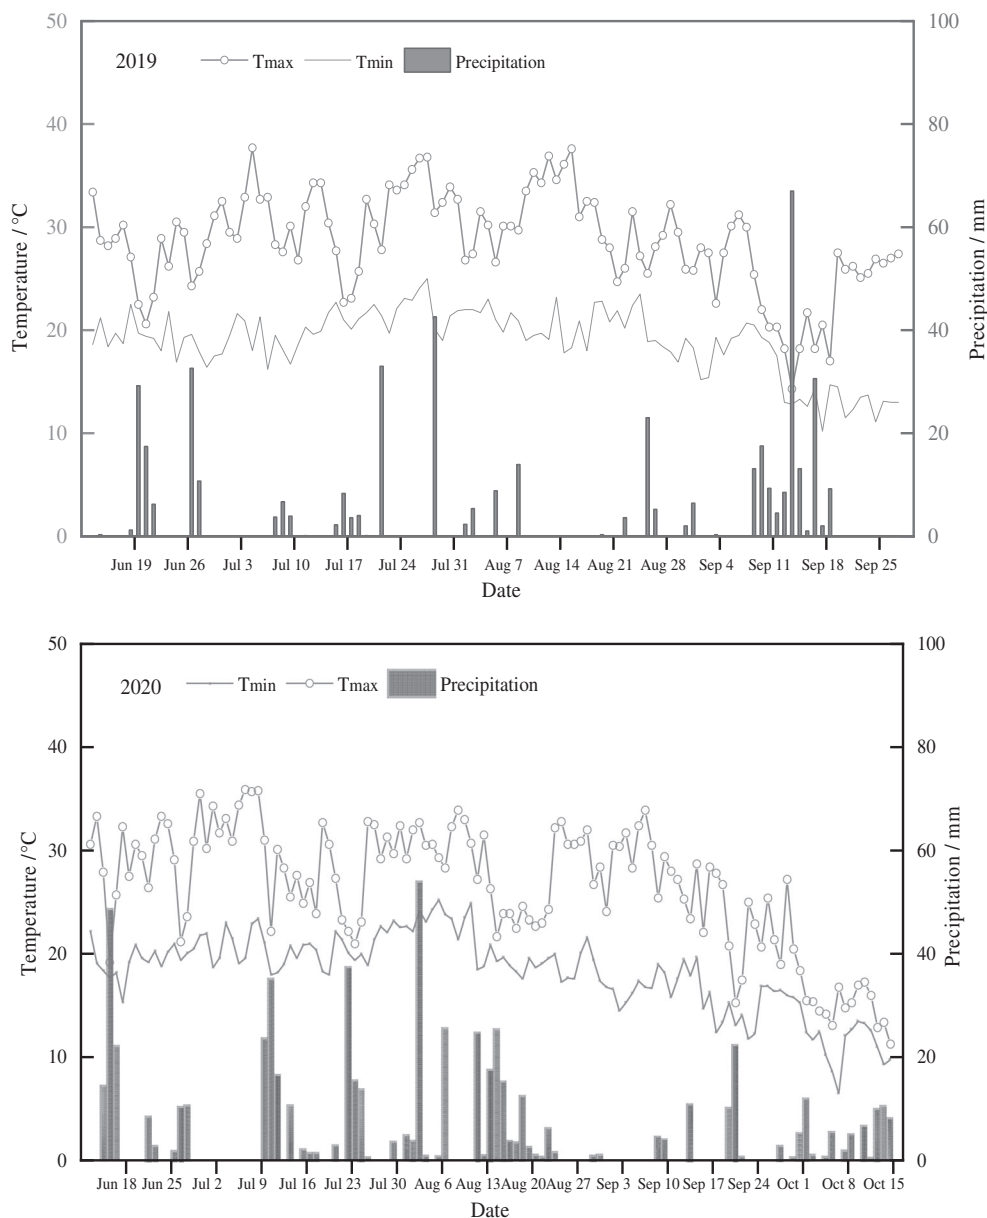 50 100
2019 Tmax Tmin Precipitation
40 80
30 60
20 40
10 20
0 0
Temperature / °C
Precipitation / mm
Jun 19 Jun 26 Jul 3 Jul 10 Jul 17 Jul 24 Jul 31 Aug 7 Aug 14 Aug 21 Aug 28 Sep 4 Sep 11 Sep 18 Sep 25
Date
50 100
2020 Tmin Tmax Precipitation
40 80
30 60
20 40
10 20
0 0
Temperature /°C
Precipitation / mm
Jun 18 Jun 25 Jul 2 Jul 9 Jul 16 Jul 23 Jul 30 Aug 6 Aug 13 Aug 20 Aug 27 Sep 3 Sep 10 Sep 17 Sep 24 Oct 1 Oct 8 Oct 15
Date